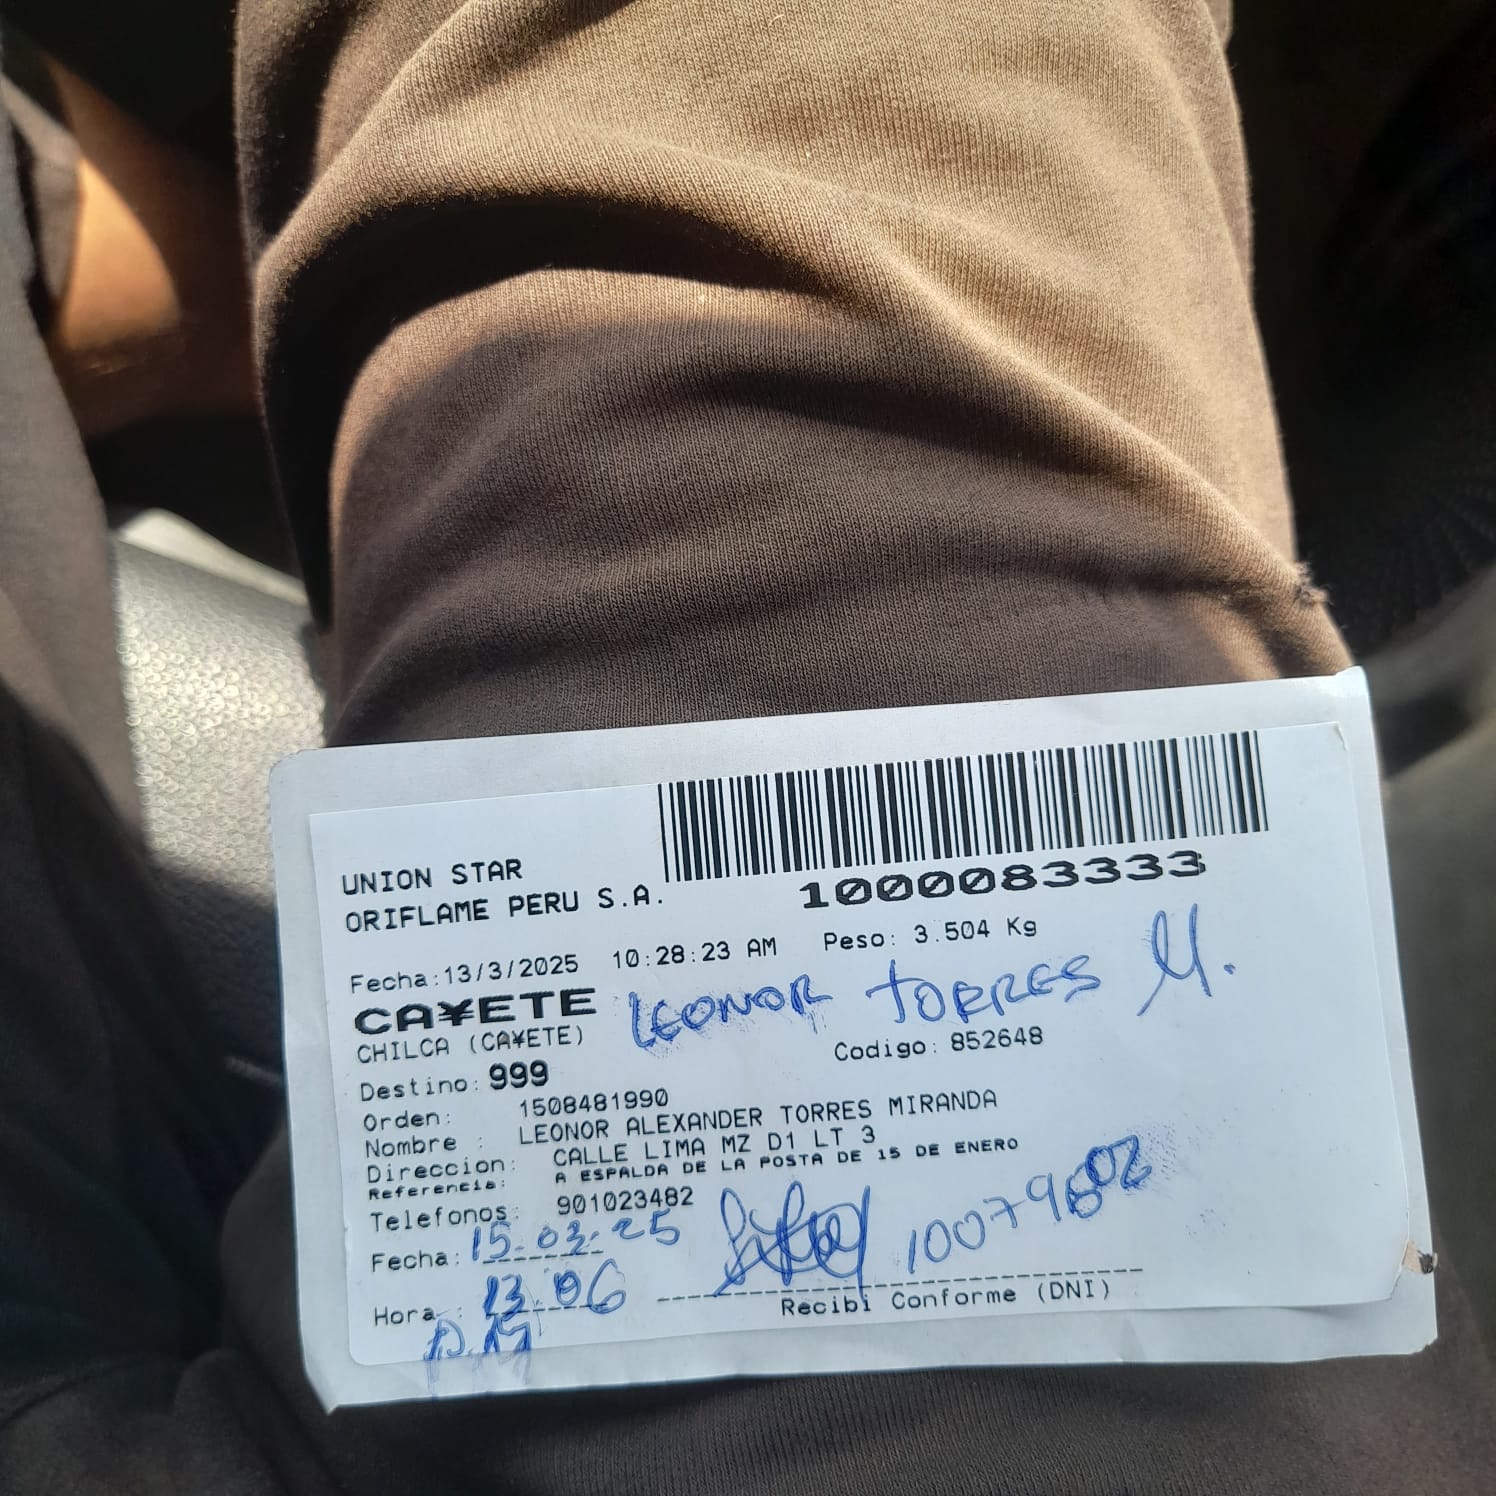 UNION STAR
ORIFLAME PERU S.A.
1000083333
Fecha:13/3/2025 10:28:23 AM Peso: 3.504 Kg
CA¥ETE LEONOR TORRES M.
CHILCA (CA¥ETE)
Codigo: 852648
Destino: 999
Orden: 1508481990
Nombre : LEONOR ALEXANDER TORRES MIRANDA
Direccion: CALLE LIMA MZ D1 LT 3
Referencia: A ESPALDA DE LA POSTA DE 15 DE ENERO
Telefonos: 901023482
Fecha: 15-03-25
Hora : 13.06
Recibi Conforme (DNI)